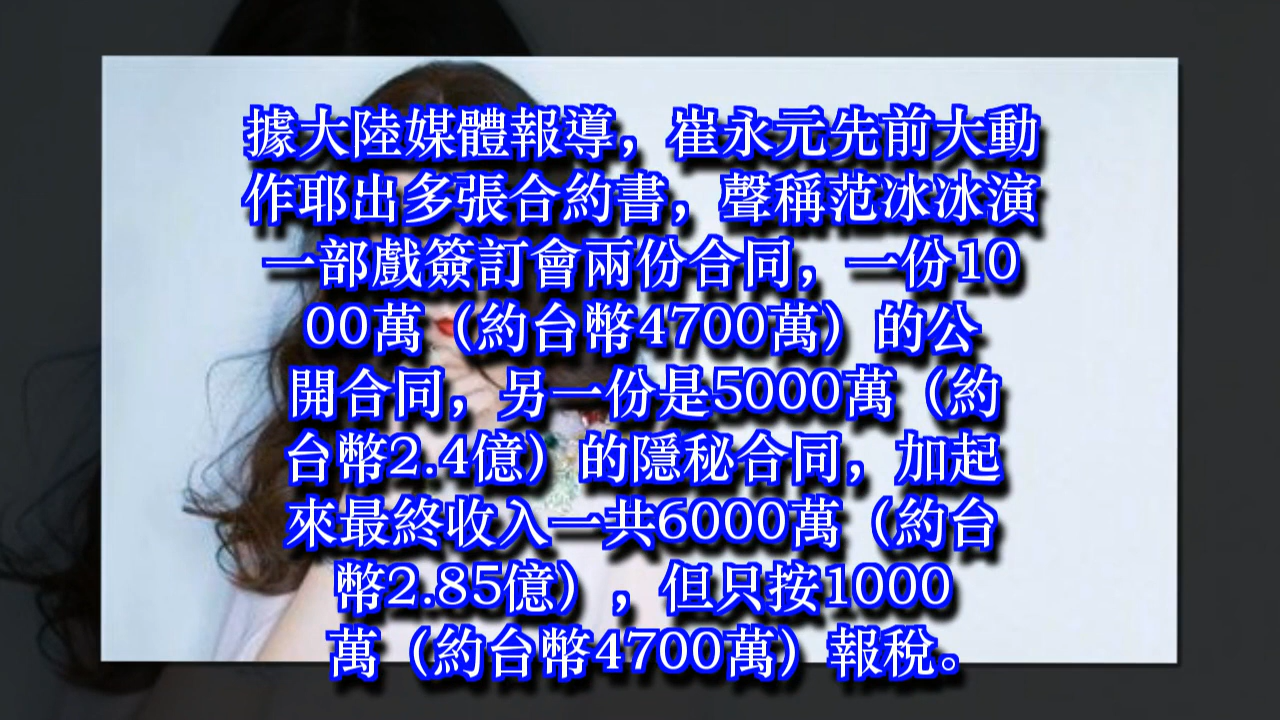 據大陸媒體報導，崔永元先前大動
作耶出多張合約書，聲稱范冰冰演
一部戲簽訂會兩份合同，一份10
00萬（約台幣4700萬）的公
開合同，另一份是5000萬（約
台幣2.4億）的隱秘合同，加起
來最終收入一共6000萬（約台
幣2.85億），但只按1000
萬（約台幣4700萬）報稅。